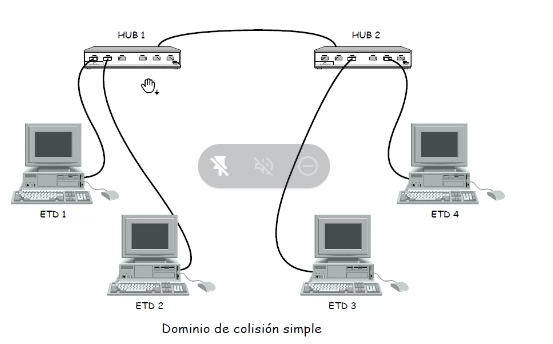 HUB 1
HUB 2
ETD 1
ETD 4
ETD 2
ETD 3
Dominio de colisión simple